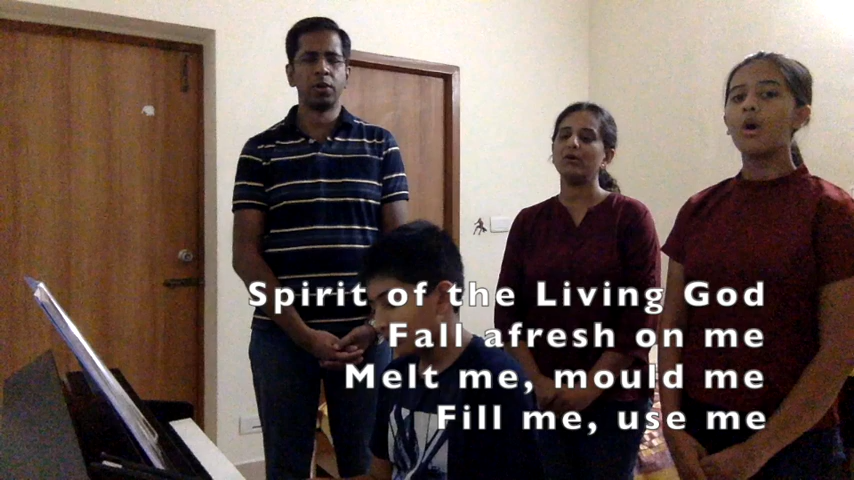 Spirit of the Living God
Fall afresh on me
Melt me, mould me
Fill me, use me